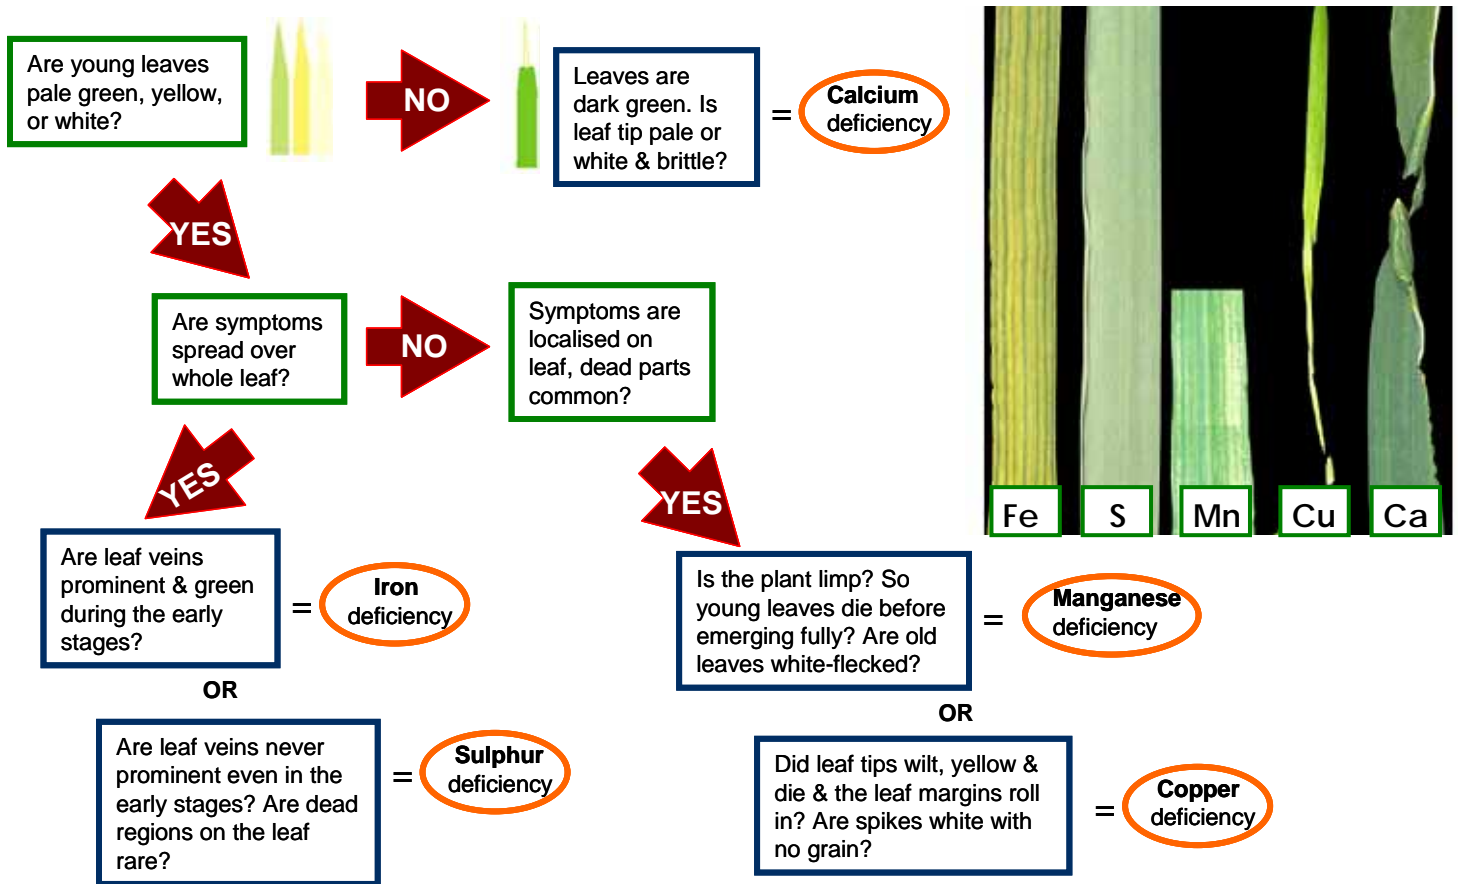 Are young leaves
pale green, yellow,
or white?
NO
Leaves are
dark green. Is
leaf tip pale or
white & brittle?
=
Calcium
deficiency
YES
Are symptoms
spread over
whole leaf?
NO
Symptoms are
localised on
leaf, dead parts
common?
YES
YES
Fe
S
Mn
Cu
Ca
Are leaf veins
prominent & green
during the early
stages?
=
Iron
deficiency
OR
Are leaf veins never
prominent even in the
early stages? Are dead
regions on the leaf
rare?
=
Sulphur
deficiency
Is the plant limp? So
young leaves die before
emerging fully? Are old
leaves white-flecked?
=
Manganese
deficiency
OR
Did leaf tips wilt, yellow &
die & the leaf margins roll
in? Are spikes white with
no grain?
=
Copper
deficiency